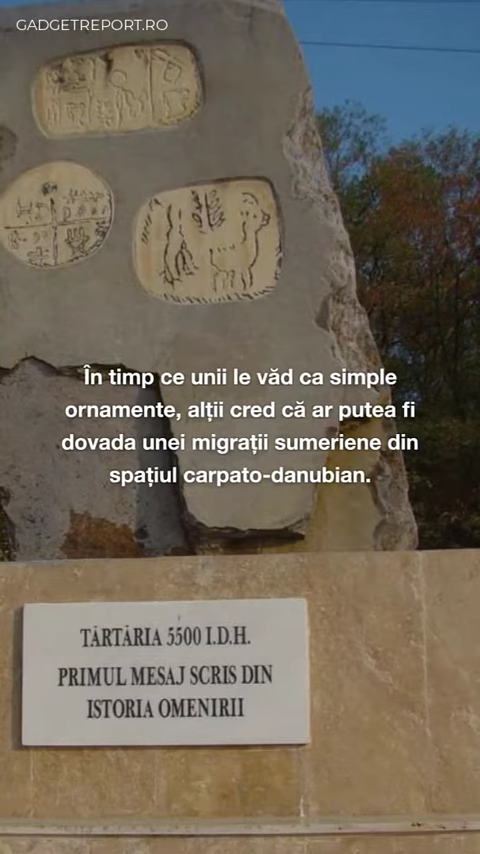 GADGETREPORT.RO
În timp ce unii le văd ca simple
ornamente, alții cred că ar putea fi
dovada unei migrații sumeriene din
spațiul carpato-danubian.
TĂRTĂRIA 5500 I.D.H.
PRIMUL MESAJ SCRIS DIN
ISTORIA OMENIRII